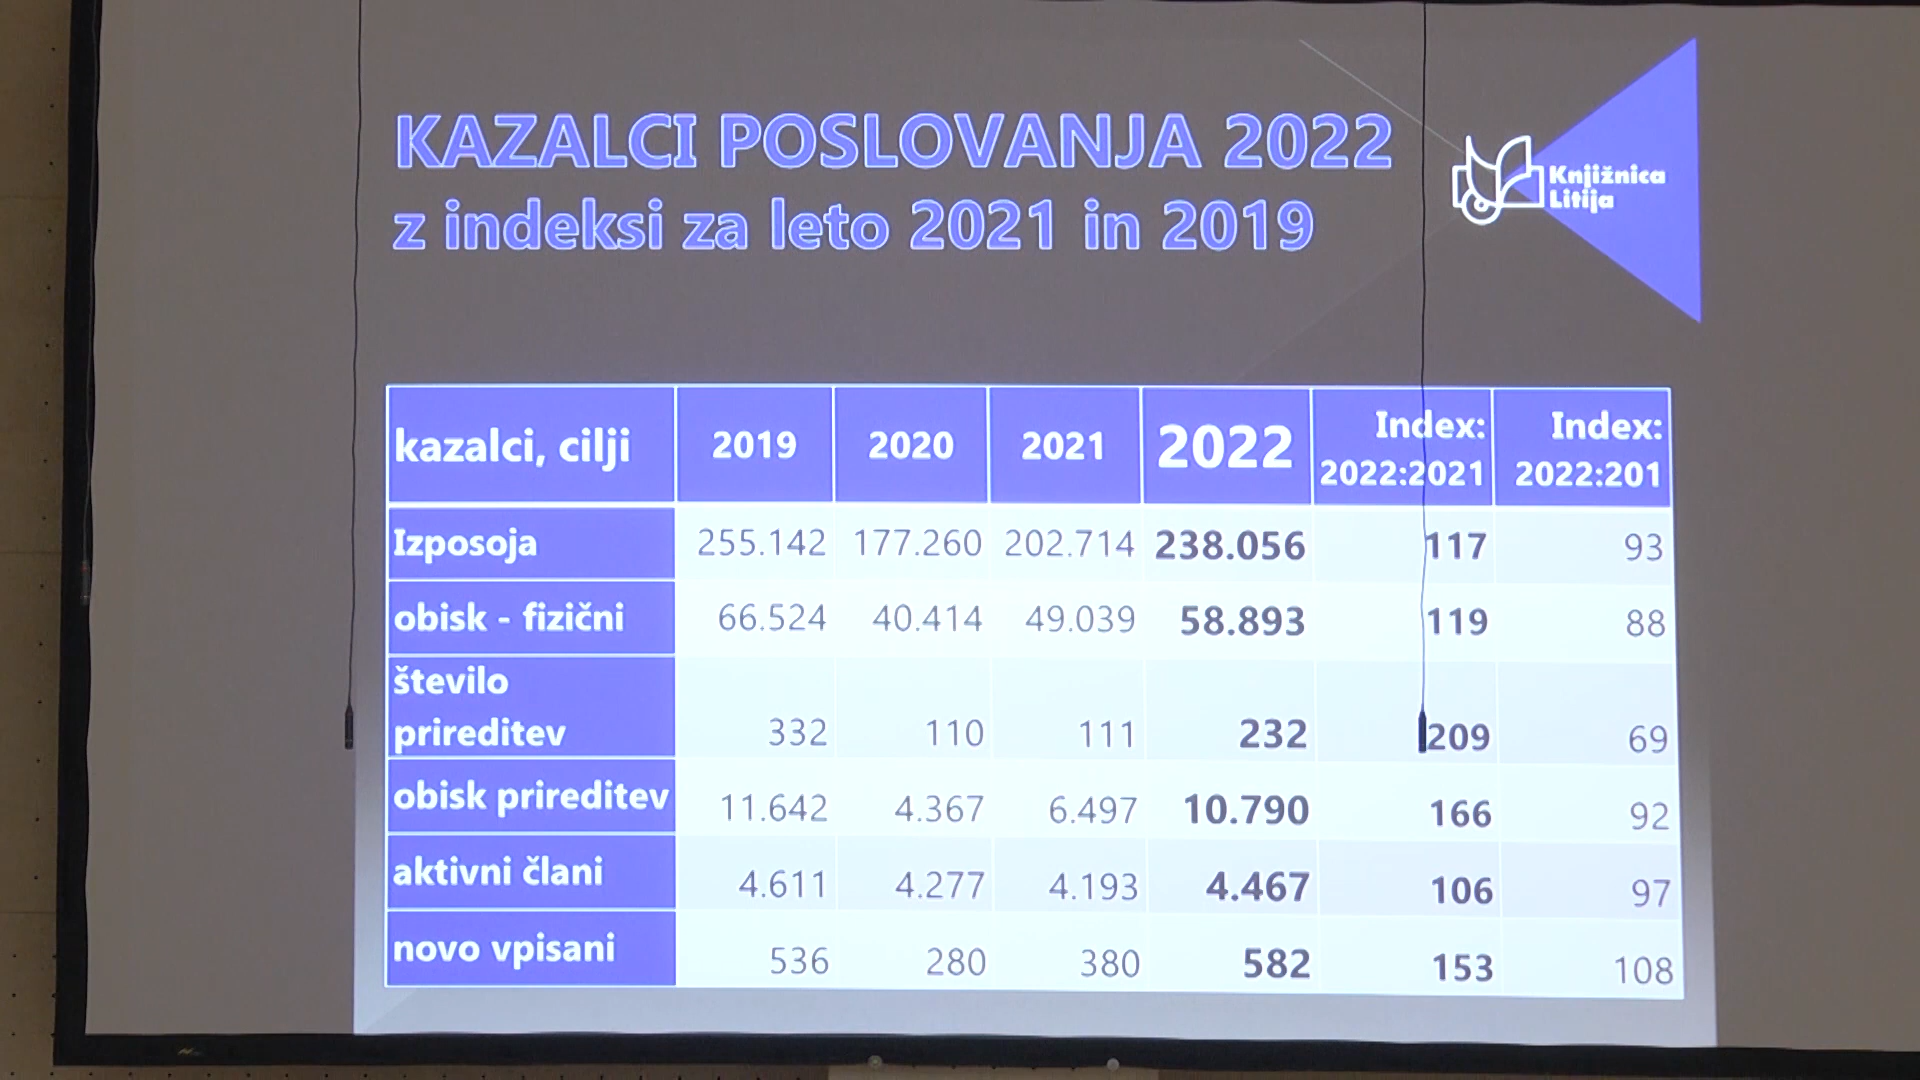 KAZALCI POSLOVANJA 2022
z indeksi za leto 2021 in 2019
Knjižnica
Litija
kazalci, cilji 2019 2020 2021 2022 Index: 2022:2021 Index: 2022:201
Izposoja 255.142 177.260 202.714 238.056 117 93
obisk - fizični 66.524 40.414 49.039 58.893 119 88
število prireditev 332 110 111 232 209 69
obisk prireditev 11.642 4.367 6.497 10.790 166 92
aktivni člani 4.611 4.277 4.193 4.467 106 97
novo vpisani 536 280 380 582 153 108